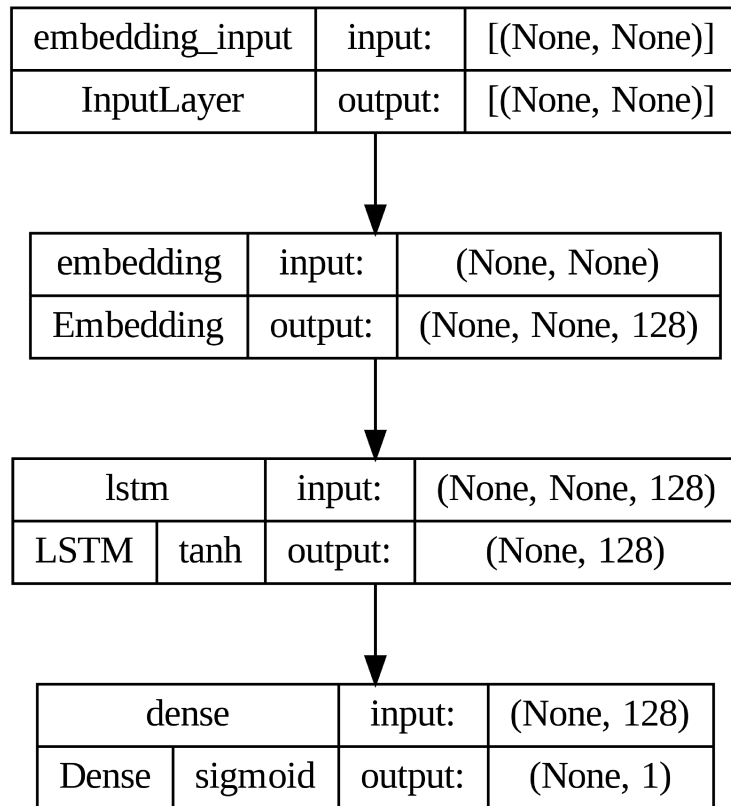 embedding_input input: [(None, None)]
InputLayer output: [(None, None)]
embedding input: (None, None)
Embedding output: (None, None, 128)
lstm input: (None, None, 128)
LSTM tanh output: (None, 128)
dense input: (None, 128)
Dense sigmoid output: (None, 1)